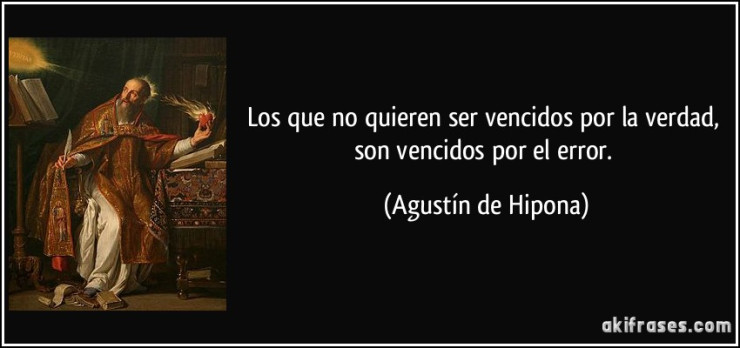 Los que no quieren ser vencidos por la verdad,
son vencidos por el error.
(Agustín de Hipona)
akifrases.com